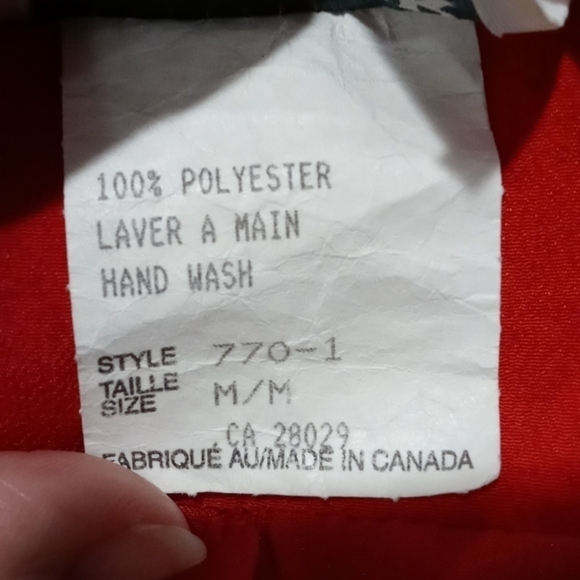 100% POLYESTER
LAVER A MAIN
HAND WASH
STYLE 770-1
TAILLE
SIZE M/M
CA 28029
FABRIQUÉ AU/MADE IN CANADA